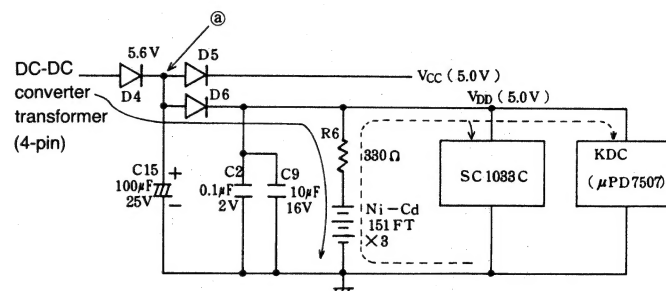 ⓐ
5.6V
D5
DC-DC
converter
transformer
(4-pin)
D4
VCC (5.0V)
D6
VDD (5.0V)
R6
330Ω
C15
100μF
25V
+
−
C2
0.1μF
2V
C9
10μF
16V
Ni-Cd
151FT
×3
SC1088C
KDC
(μPD7507)